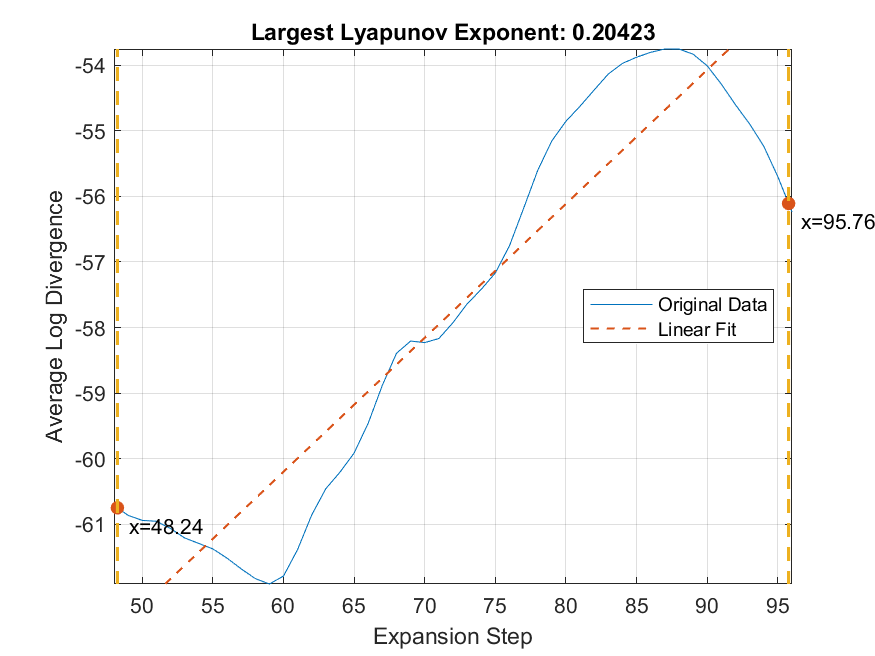 Largest Lyapunov Exponent: 0.20423
Average Log Divergence
-54
-55
-56
-57
-58
-59
-60
-61
x=95.76
Original Data
Linear Fit
x=48.24
50 55 60 65 70 75 80 85 90 95
Expansion Step